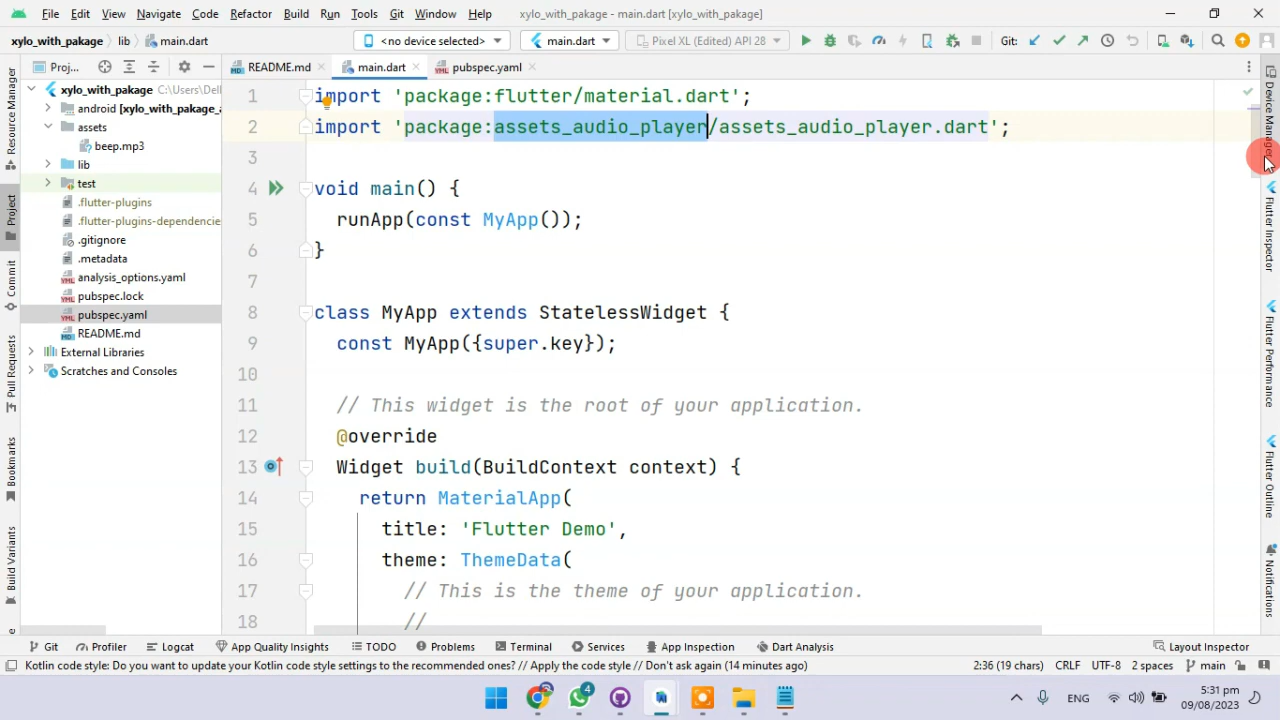 File Edit View Navigate Code Refactor Build Run Tools Git Window Help xylo_with_pakage - main.dart [xylo_with_pakage]
xylo_with_pakage lib main.dart <no device selected> main.dart Pixel XL (Edited) API 28 Git:
Proj... README.md main.dart pubspec.yaml
xylo_with_pakage C:\Users\Dell
android [xylo_with_pakage_a
assets
beep.mp3
lib
test
.flutter-plugins
.flutter-plugins-dependencie
.gitignore
.metadata
analysis_options.yaml
pubspec.lock
pubspec.yaml
README.md
External Libraries
Scratches and Consoles
Resource Manager
Project
Commit
Pull Requests
Bookmarks
Build Variants
1 import 'package:flutter/material.dart';
2 import 'package:assets_audio_player/assets_audio_player.dart';
3
4 void main() {
5 runApp(const MyApp());
6 }
7
8 class MyApp extends StatelessWidget {
9 const MyApp({super.key});
10
11 // This widget is the root of your application.
12 @override
13 Widget build(BuildContext context) {
14 return MaterialApp(
15 title: 'Flutter Demo',
16 theme: ThemeData(
17 // This is the theme of your application.
18 //
Device Manager
Flutter Inspector
Flutter Performance
Flutter Outline
Notifications
Git Profiler Logcat App Quality Insights TODO Problems Terminal Services App Inspection Dart Analysis Layout Inspector
Kotlin code style: Do you want to update your Kotlin code style settings to the recommended ones? // Apply the code style // Don't ask again (14 minutes ago) 2:36 (19 chars) CRLF UTF-8 2 spaces main
4 ENG 5:31 pm
09/08/2023